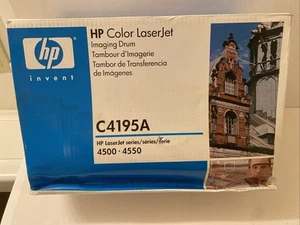 hp
invent
HP Color LaserJet
Imaging Drum
Tambour d'Imagerie
Tambor de Transferencia
de Imágenes
C4195A
HP LaserJet series/séries/serie
4500 · 4550